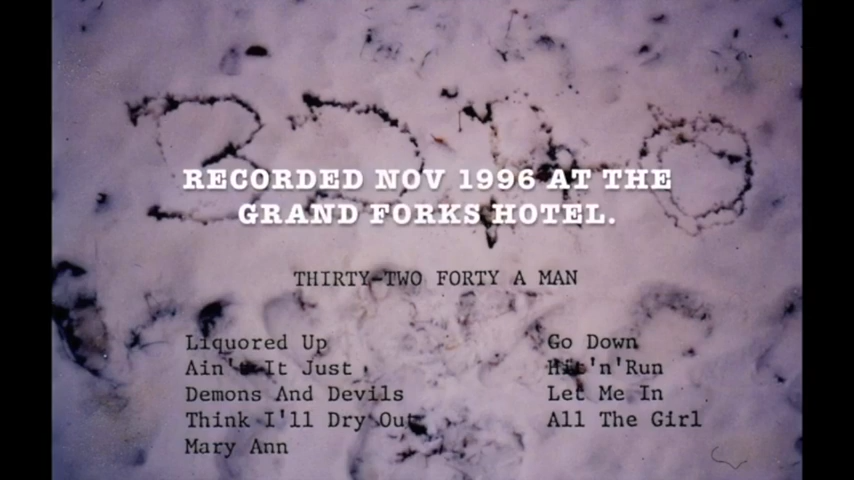 3240
RECORDED NOV 1996 AT THE
GRAND FORKS HOTEL.
THIRTY-TWO FORTY A MAN
Liquored Up
Ain't It Just
Demons And Devils
Think I'll Dry Out
Mary Ann
Go Down
Hit'n'Run
Let Me In
All The Girl